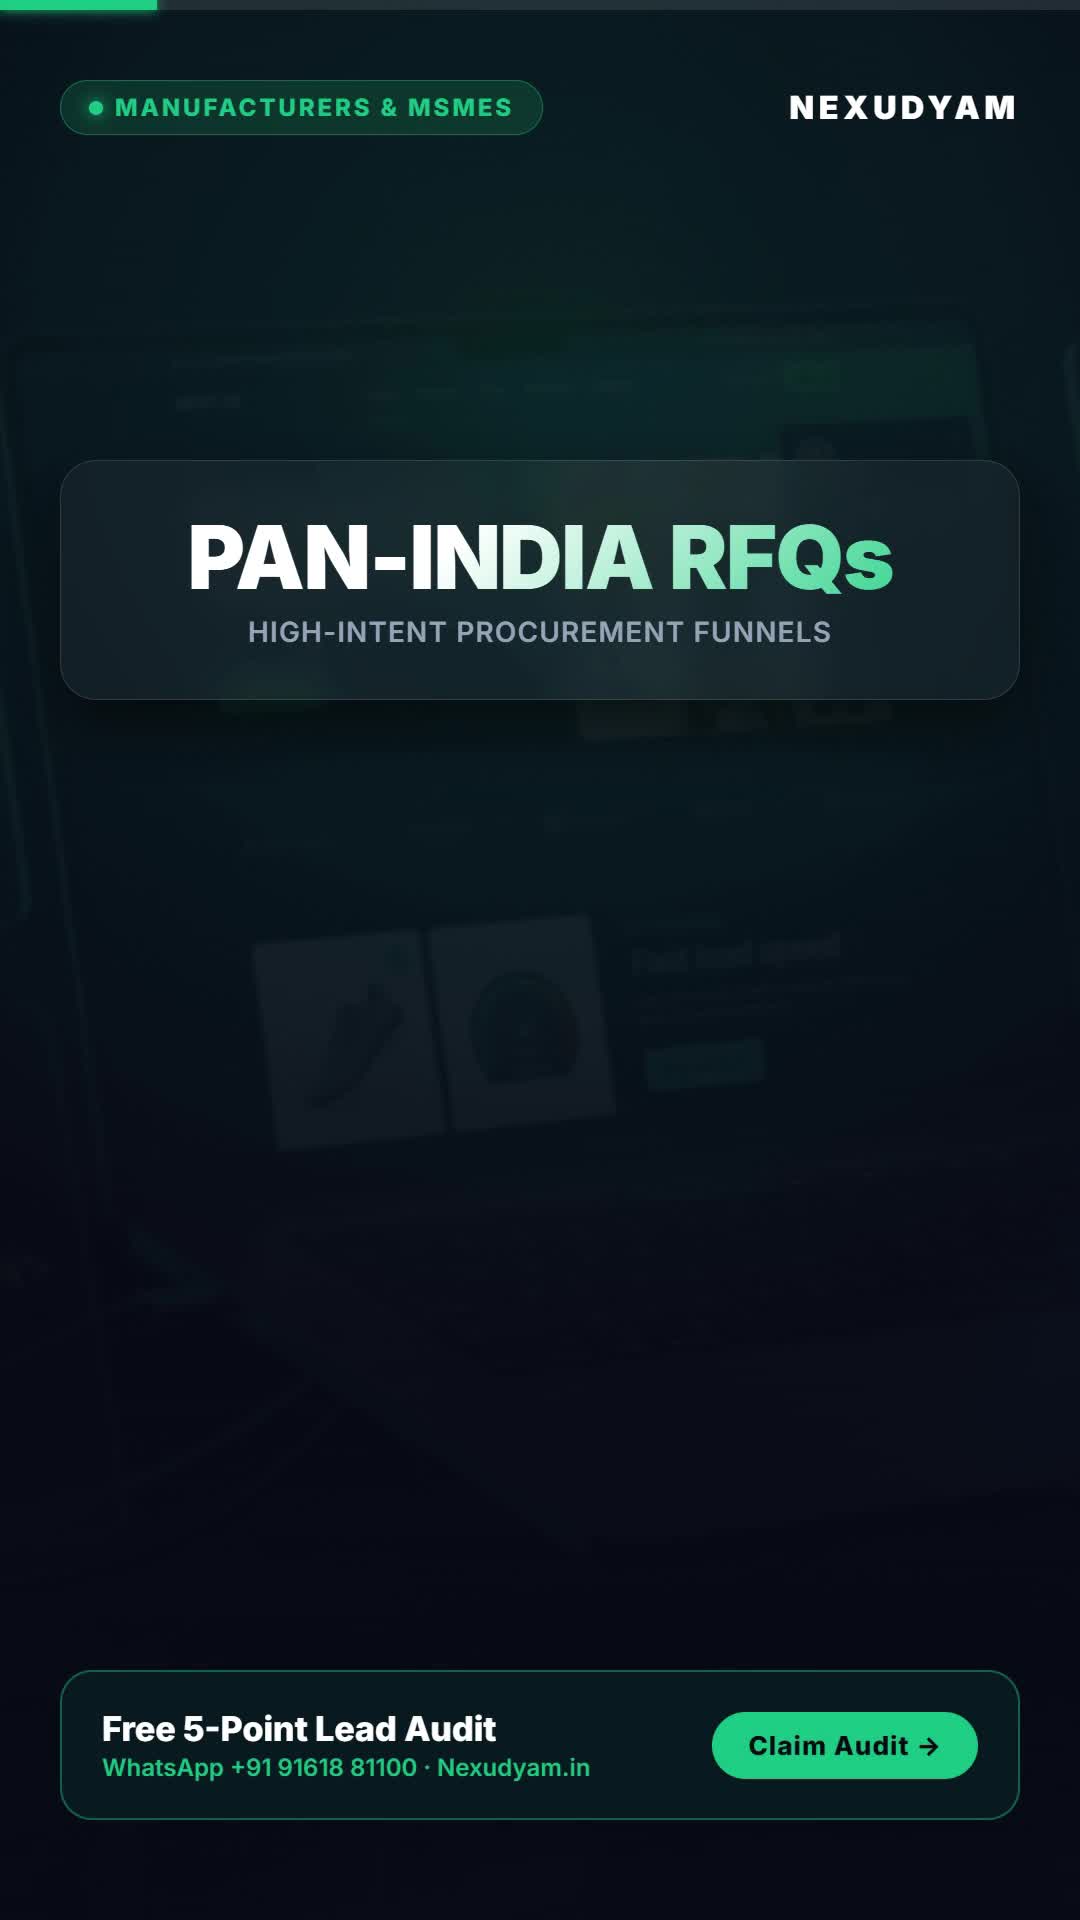 MANUFACTURERS & MSMES
NEXUDYAM
PAN-INDIA RFQs
HIGH-INTENT PROCUREMENT FUNNELS
Free 5-Point Lead Audit
WhatsApp +91 91618 81100 · Nexudyam.in
Claim Audit →